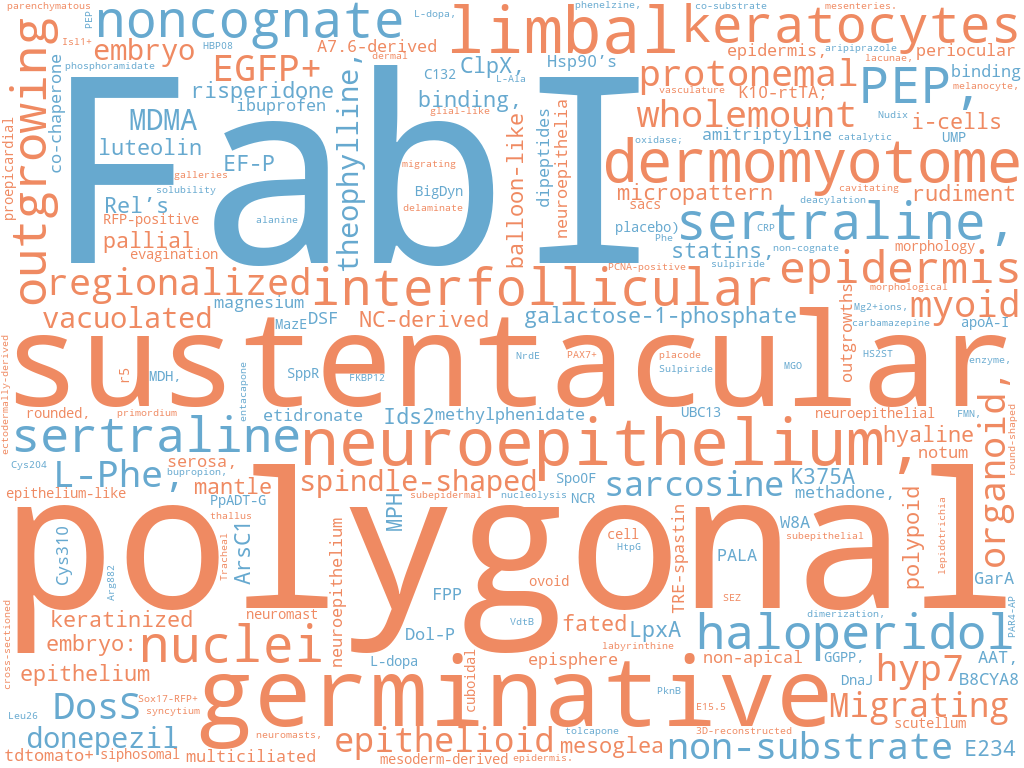 parenchymatous
PEP
noncognate
L-dopa,
phenelzine,
co-substrate
mesenteries.
limbal
keratocytes
Isl1+
embryo
HBP08
A7.6-derived
dermal
EGFP+
C132
ClpX,
L-Ala
Hsp90's
epidermis,
aripiprazole
periocular
lacunae,
outgrowing
co-chaperone
phosphoramidate
risperidone
ibuprofen
binding,
glial-like
protonemal
vasculature
K10-rtTA;
PEP,
binding
melanocyte,
FabI
MDMA
luteolin
EF-P
galleries
solubility
theophylline,
migrating
BigDyn
delaminate
balloon-like
dipeptides
neuroepithelia
wholemount
oxidase;
amitriptyline
catalytic
Nudix
i-cells
UMP
proepicardial
Rel's
RFP-positive
alanine
pallial
evagination
dermomyotome
micropattern
sacs
cavitating
deacylation
rudiment
placebo)
Phe
sertraline,
CRP
statins,
non-cognate
morphology
PCNA-positive
sulpiride
epidermis
morphological
regionalized
interfollicular
magnesium
outgrowths
Mg2+ions,
myoid
vacuolated
MazE
DSF
NC-derived
galactose-1-phosphate
carbamazepine
apoA-I
sustentacular
ectodermally-derived
r5
MDH,
entacapone
SppR
FKBP12
NrdE
PAX7+
placode
Sulpiride
MGO
HS2ST
enzyme,
rounded,
primordium
etidronate
Ids2
methylphenidate
UBC13
neuroepithelial
FMN,
organoid,
round-shaped
sertraline
neuroepithelium,
hyaline
notum
Cys204
L-Phe,
serosa,
bupropion,
mantle
spindle-shaped
Spo0F
sarcosine
K375A
methadone,
epithelium-like
PpADT-G
thallus
MPH
subepidermal
nucleolysis
NCR
polygonal
Cys310
Arg882
Tracheal
ArsC1
neuroepithelium
cell
HtpG
TRE-spastin
PALA
W8A
subepithelial
polypoid
lepidotrichia
FPP
ovoid
SEZ
GarA
cross-sectioned
keratinized
neuromast
Dol-P
VdtB
fated
LpxA
dimerization,
PAR4-AP
embryo:
nuclei
labyrinthine
haloperidol
epithelium
L-dopa
cuboidal
episphere
non-apical
GGPP,
AAT,
DnaJ
hyp7
B8CYA8
DosS
Sox17-RFP+
syncytium
germinative
PknB
E15.5
Migrating
Leu26
scutellum
donepezil
neuromasts,
epithelioid
tolcapone
3D-reconstructed
tdtomato+
siphosomal
multiciliated
mesoderm-derived
epidermis.
mesoglea
non-substrate
E234